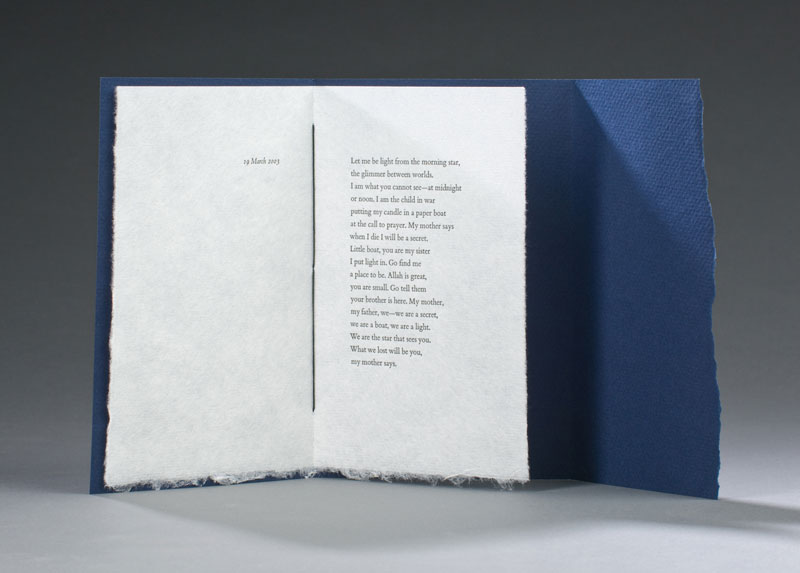 19 March 2003
Let me be light from the morning star,
the glimmer between worlds.
I am what you cannot see—at midnight
or noon. I am the child in war
putting my candle in a paper boat
at the call to prayer. My mother says
when I die I will be a secret.
Little boat, you are my sister
I put light in. Go find me
a place to be. Allah is great,
you are small. Go tell them
your brother is here. My mother,
my father, we—we are a secret,
we are a boat, we are a light.
We are the star that sees you.
What we lost will be you,
my mother says.